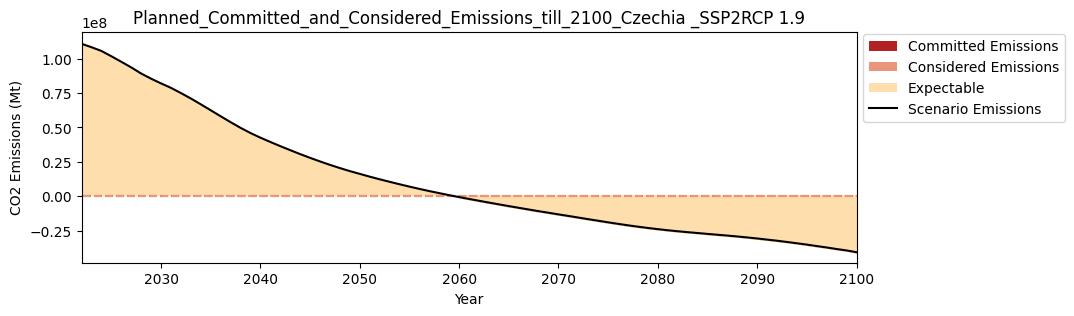 Planned_Committed_and_Considered_Emissions_till_2100_Czechia _SSP2RCP 1.9
1e8
1.00
0.75
0.50
0.25
0.00
−0.25
CO2 Emissions (Mt)
2030 2040 2050 2060 2070 2080 2090 2100
Year
Committed Emissions
Considered Emissions
Expectable
Scenario Emissions